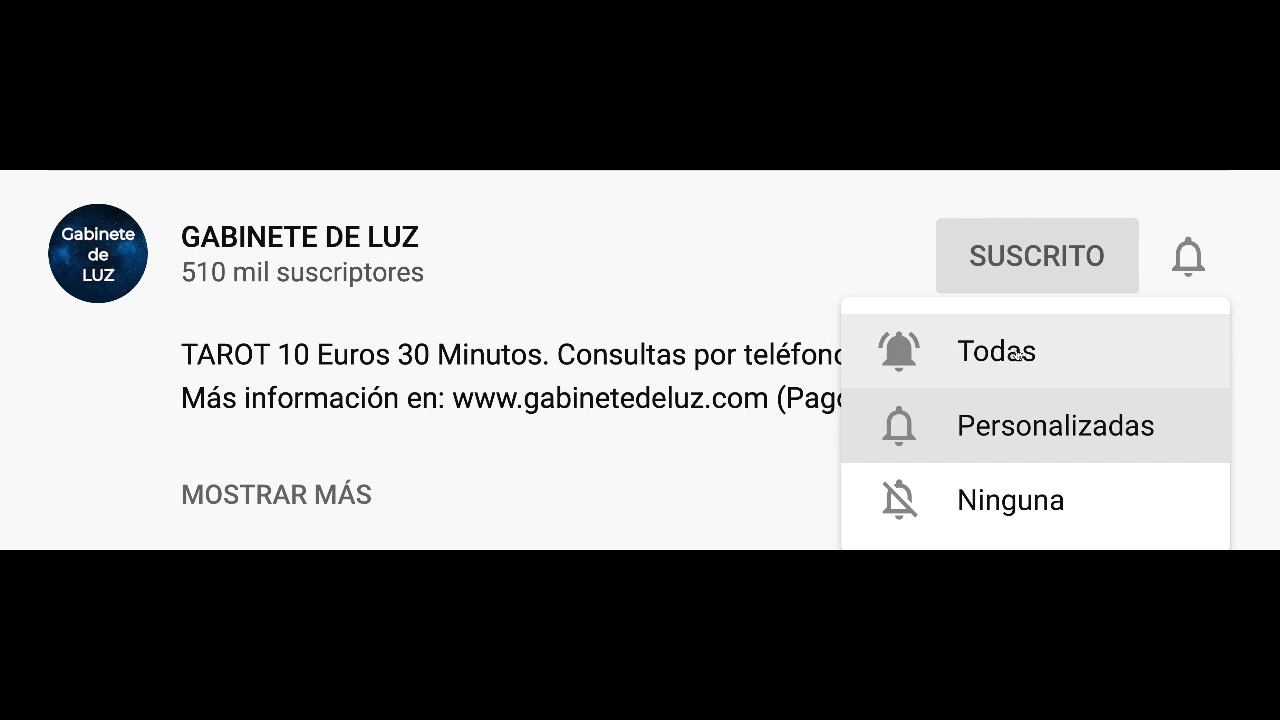 Gabinete
de
LUZ
GABINETE DE LUZ
510 mil suscriptores
SUSCRITO
TAROT 10 Euros 30 Minutos. Consultas por teléfono
Más información en: www.gabinetedeluz.com (Pago
MOSTRAR MÁS
Todas
Personalizadas
Ninguna